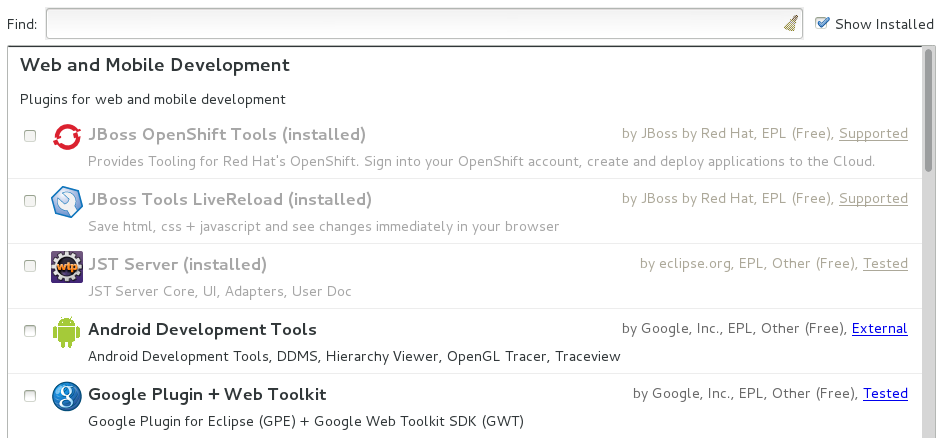 Find: Show Installed
Web and Mobile Development
Plugins for web and mobile development
JBoss OpenShift Tools (installed) by JBoss by Red Hat, EPL (Free), Supported
Provides Tooling for Red Hat's OpenShift. Sign into your OpenShift account, create and deploy applications to the Cloud.
JBoss Tools LiveReload (installed) by JBoss by Red Hat, EPL (Free), Supported
Save html, css + javascript and see changes immediately in your browser
wtp JST Server (installed) by eclipse.org, EPL, Other (Free), Tested
JST Server Core, UI, Adapters, User Doc
Android Development Tools by Google, Inc., EPL, Other (Free), External
Android Development Tools, DDMS, Hierarchy Viewer, OpenGL Tracer, Traceview
g Google Plugin + Web Toolkit by Google, Inc., EPL, Other (Free), Tested
Google Plugin for Eclipse (GPE) + Google Web Toolkit SDK (GWT)